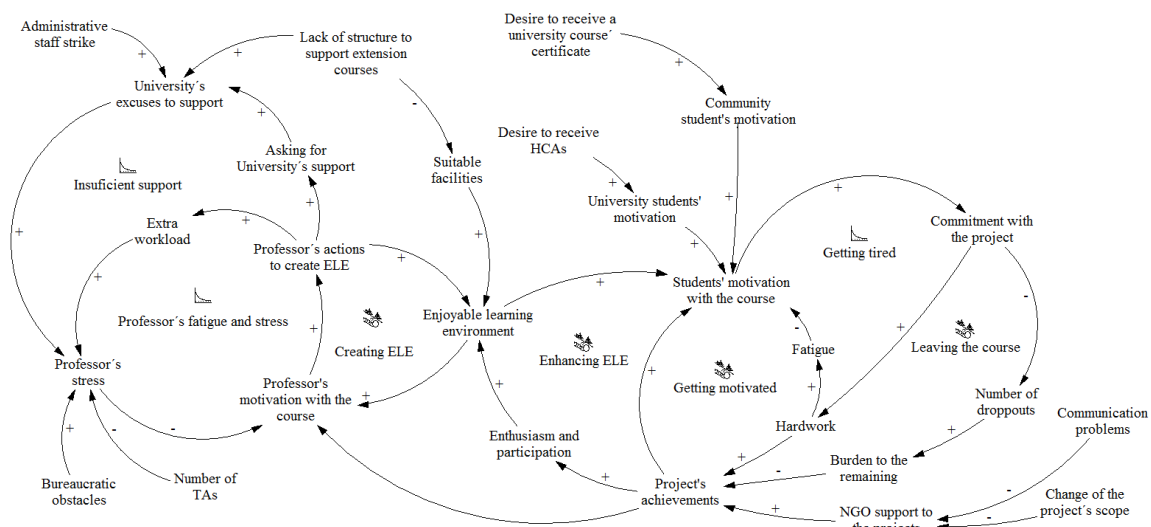 Administrative
staff strike
Lack of structure to
support extension
courses
Desire to receive a
university course´
certificate
University´s
excuses to support
Community
student's motivation
Asking for
University´s support
Desire to receive
HCAs
Suitable
facilities
Insuficient support
University students'
motivation
Extra
workload
Commitment with
the project
Professor´s actions
to create ELE
Getting tired
Students' motivation
with the course
Professor´s fatigue and stress
Enjoyable learning
environment
Creating ELE
Enhancing ELE
Fatigue
Leaving the course
Professor´s
stress
Getting motivated
Professor's
motivation with the
course
Number of
droppouts
Communication
problems
Hardwork
Enthusiasm and
participation
Burden to the
remaining
Bureaucratic
obstacles
Number of
TAs
Project's
achievements
Change of the
project´s scope
NGO support to
the projects
+
+
+
-
+
+
+
+
+
+
+
+
+
+
+
+
+
-
+
+
+
-
+
+
+
+
-
-
+
+
+
+
-
-
-
+